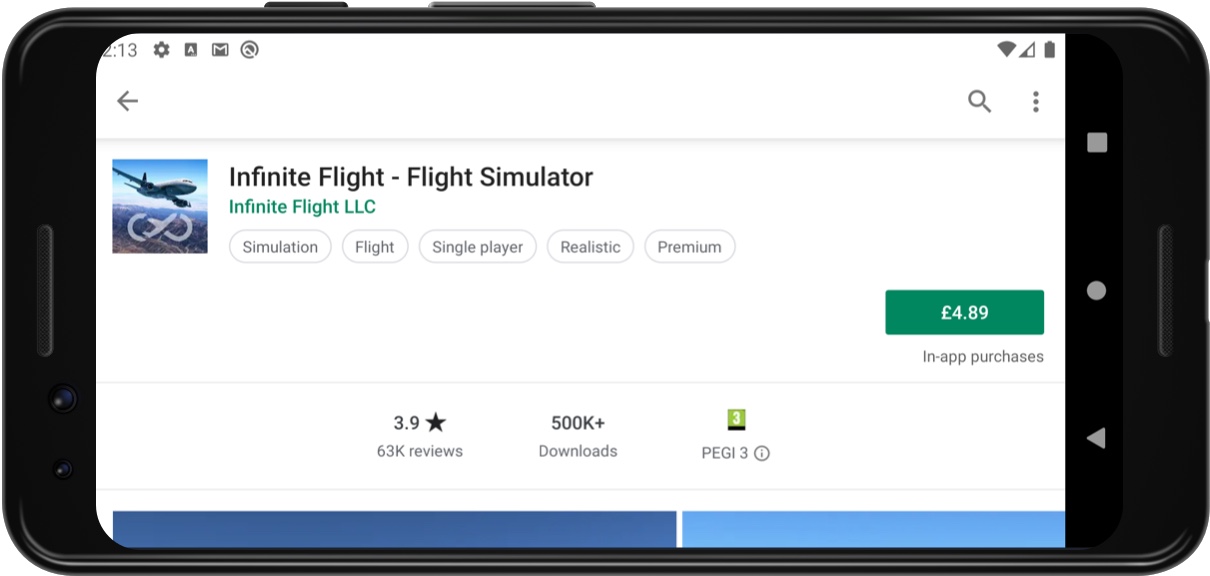 2:13
Infinite Flight - Flight Simulator
Infinite Flight LLC
Simulation Flight Single player Realistic Premium
£4.89
In-app purchases
3.9 ★ 500K+ 3
63K reviews Downloads PEGI 3